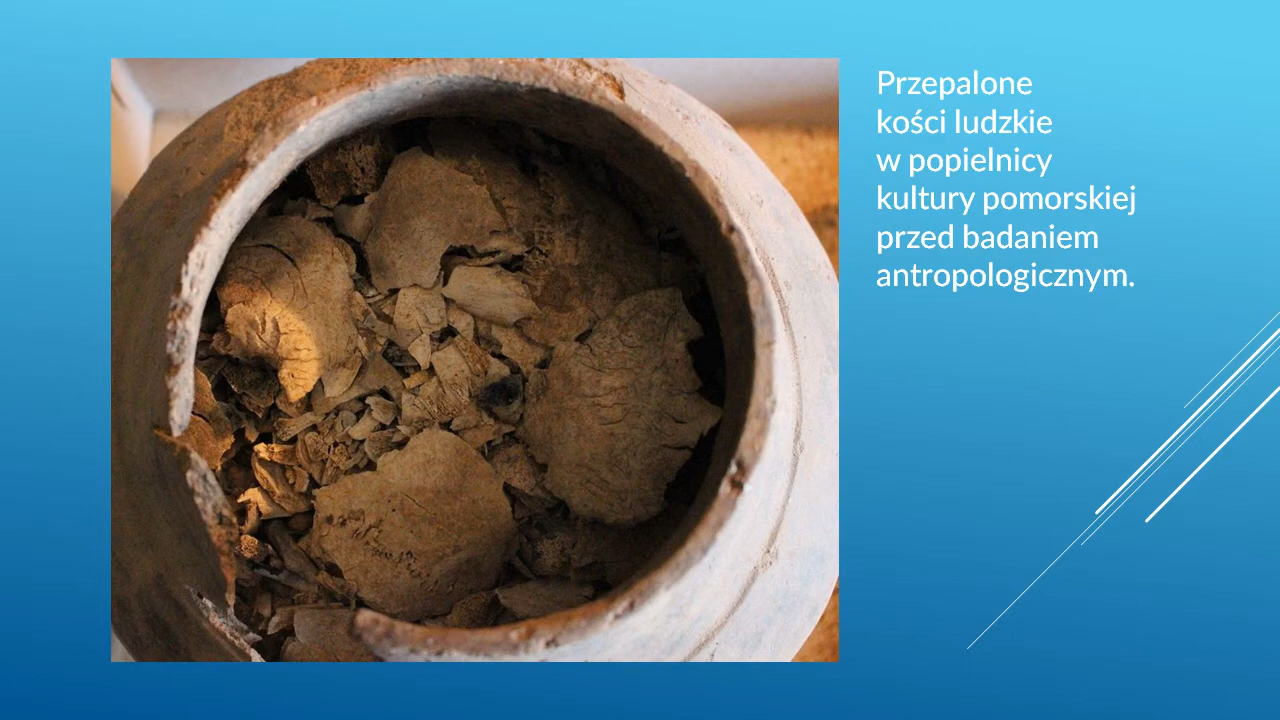 Przepalone
kości ludzkie
w popielnicy
kultury pomorskiej
przed badaniem
antropologicznym.